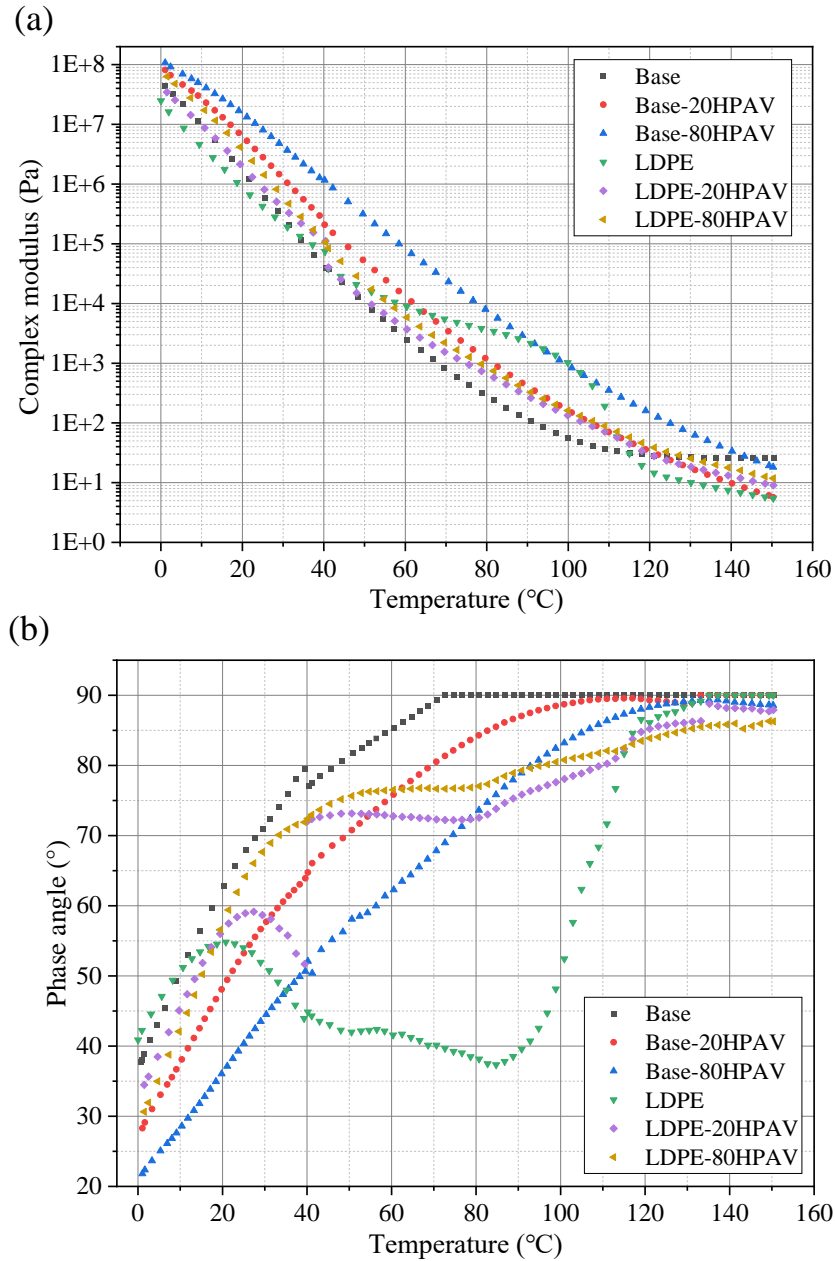 (a)
1E+8
1E+7
1E+6
1E+5
1E+4
1E+3
1E+2
1E+1
1E+0
Complex modulus (Pa)
Base
Base-20HPAV
Base-80HPAV
LDPE
LDPE-20HPAV
LDPE-80HPAV
0 20 40 60 80 100 120 140 160
Temperature (℃)
(b)
90
80
70
60
50
40
30
20
Phase angle (°)
Base
Base-20HPAV
Base-80HPAV
LDPE
LDPE-20HPAV
LDPE-80HPAV
0 20 40 60 80 100 120 140 160
Temperature (℃)